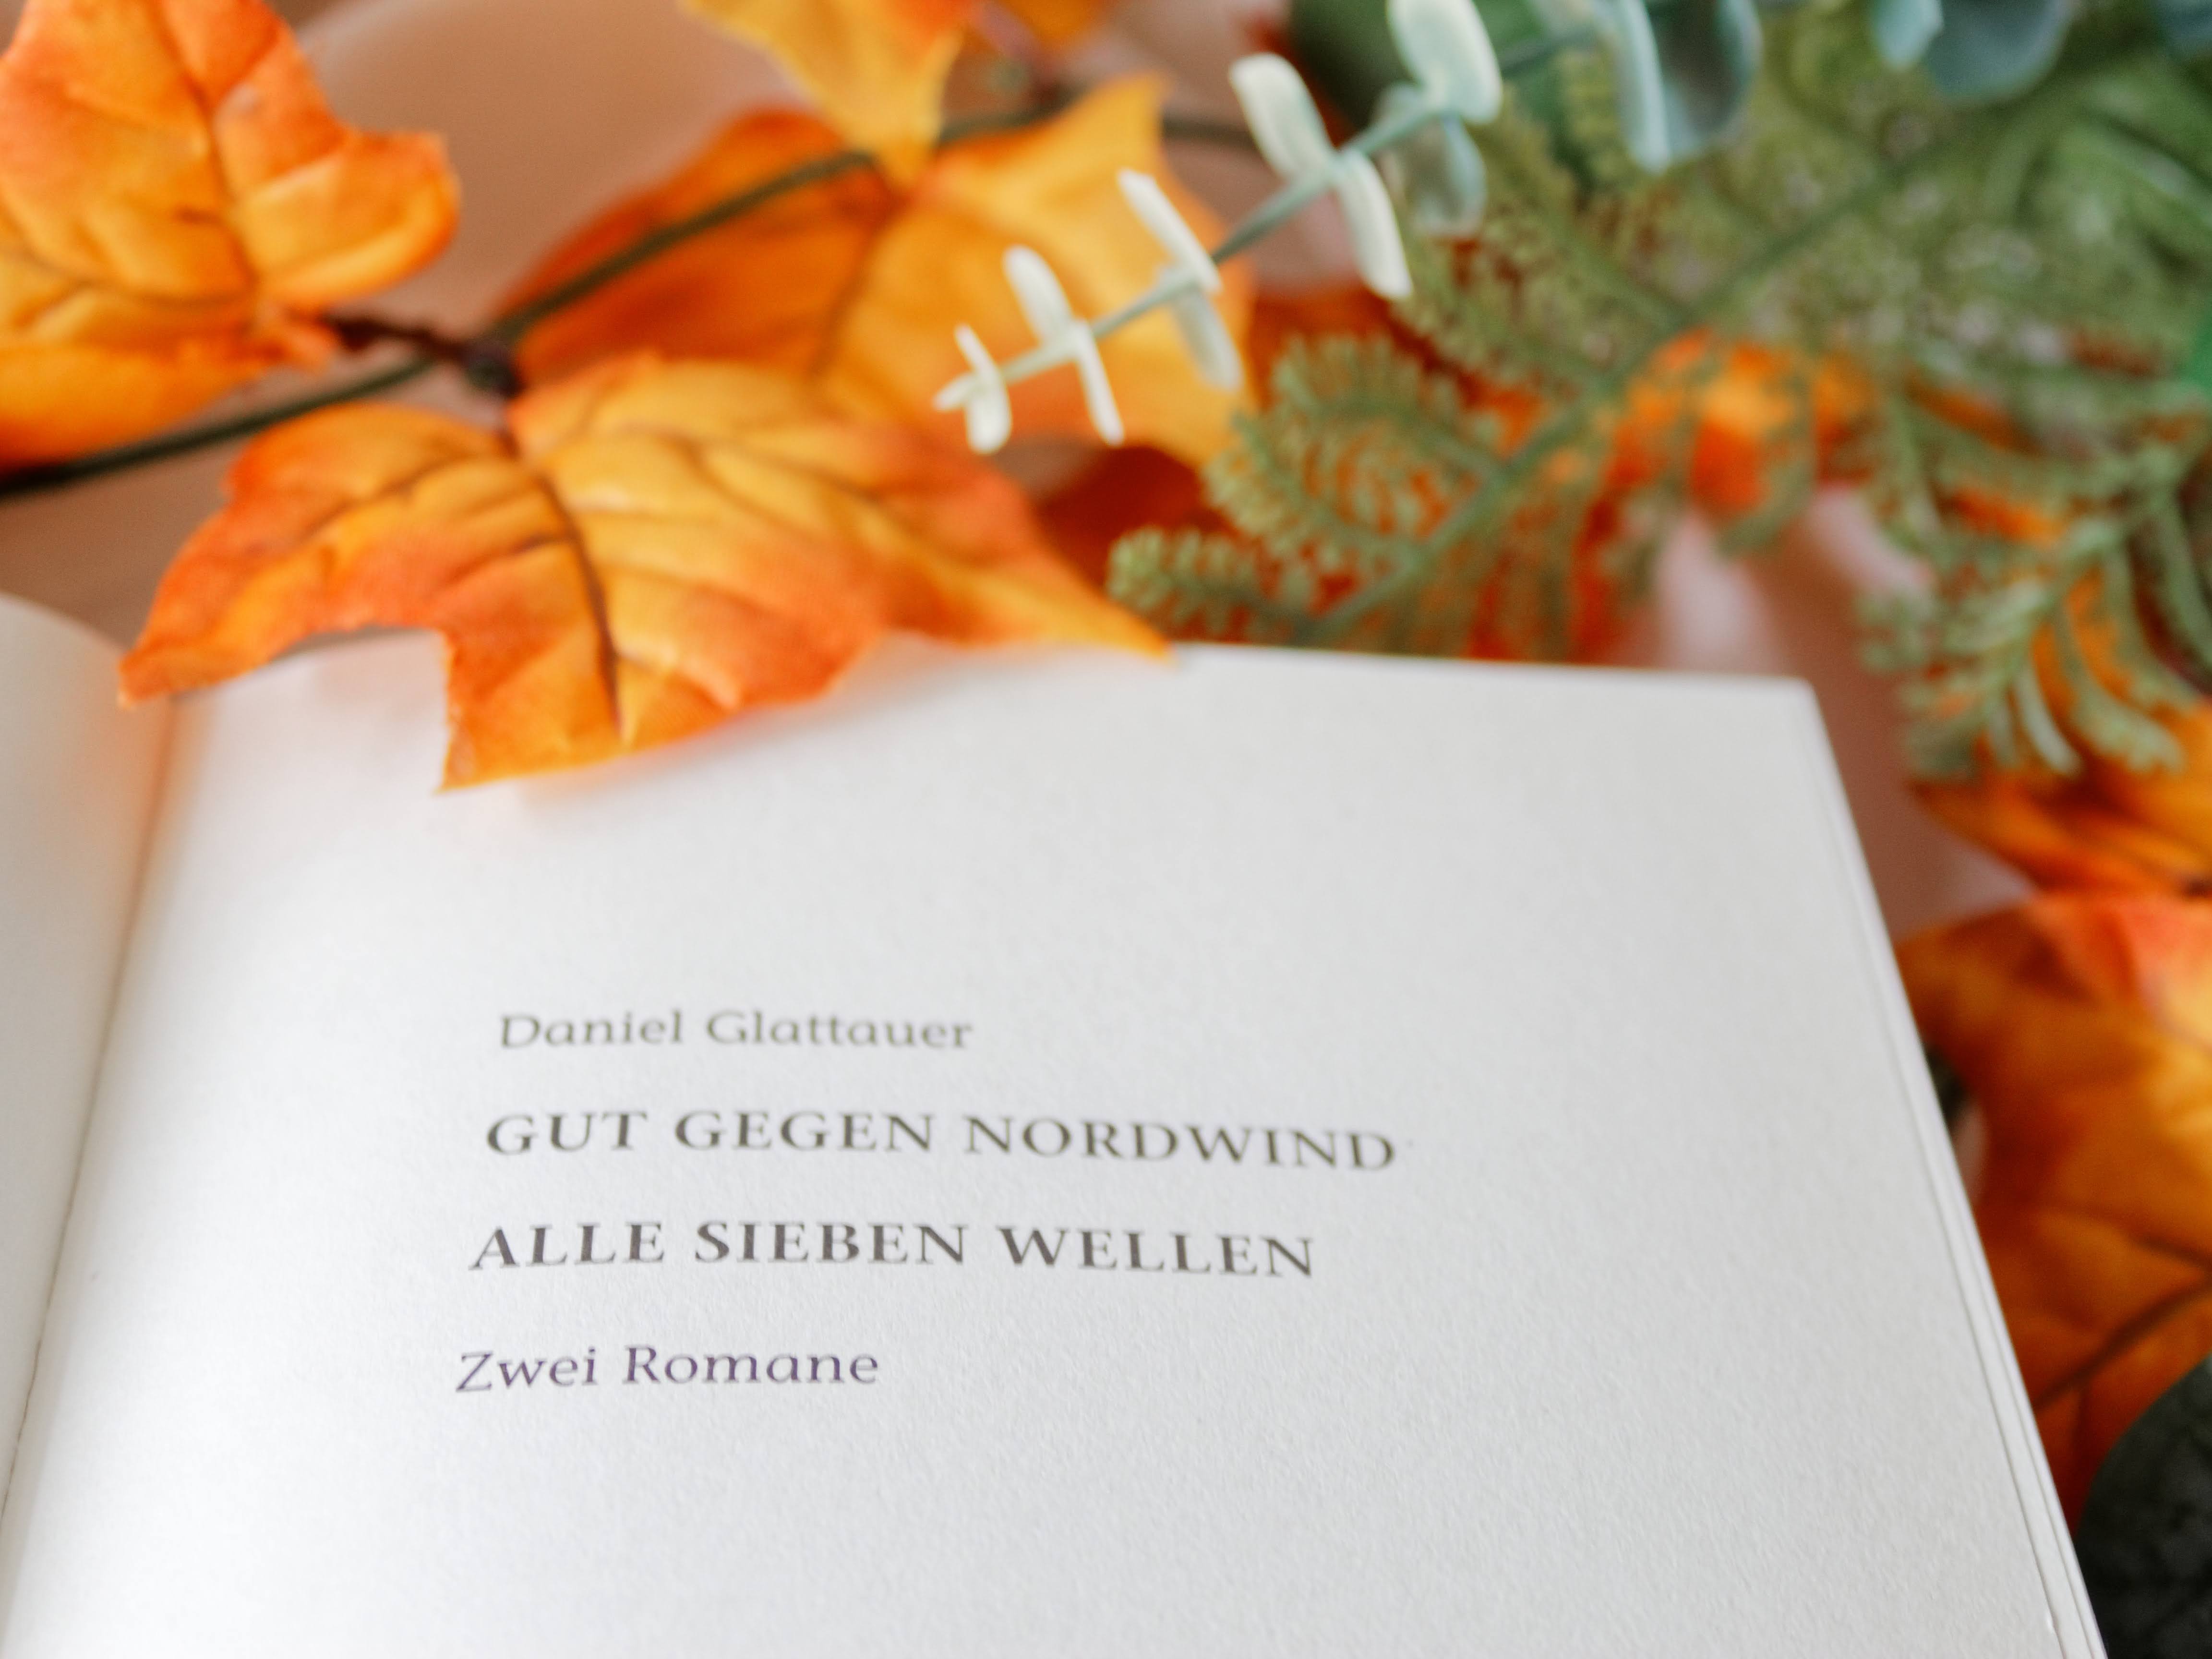 Daniel Glattauer
GUT GEGEN NORDWIND
ALLE SIEBEN WELLEN
Zwei Romane